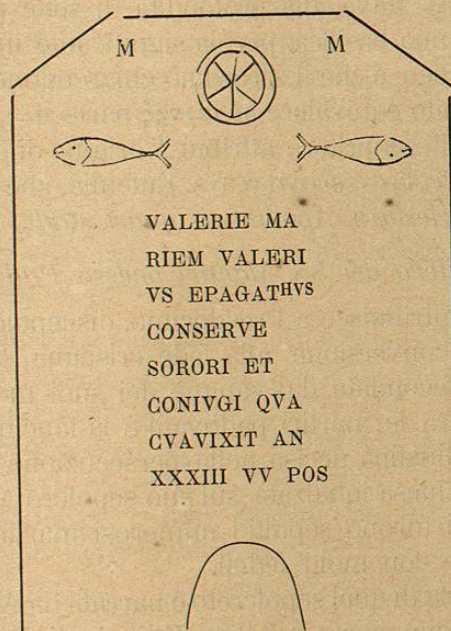 M M
VALERIE MA
RIEM VALERI
VS EPAGATHVS
CONSERVE
SORORI ET
CONIVGI QVA
CVAVIXIT AN
XXXIII VV POS